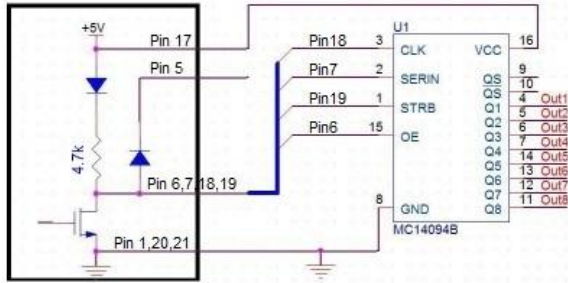 +5V
Pin 17
Pin 5
4.7k
Pin 6,7,18,19
Pin 1,20,21
Pin18
Pin7
Pin19
Pin6
U1
3 CLK VCC 16
2 SERIN QS 9
QS 10
1 STRB Q1 4 Out1
Q2 5 Out2
15 OE Q3 6 Out3
Q4 7 Out4
Q5 14 Out5
Q6 13 Out6
Q7 12 Out7
8 GND Q8 11 Out8
MC14094B